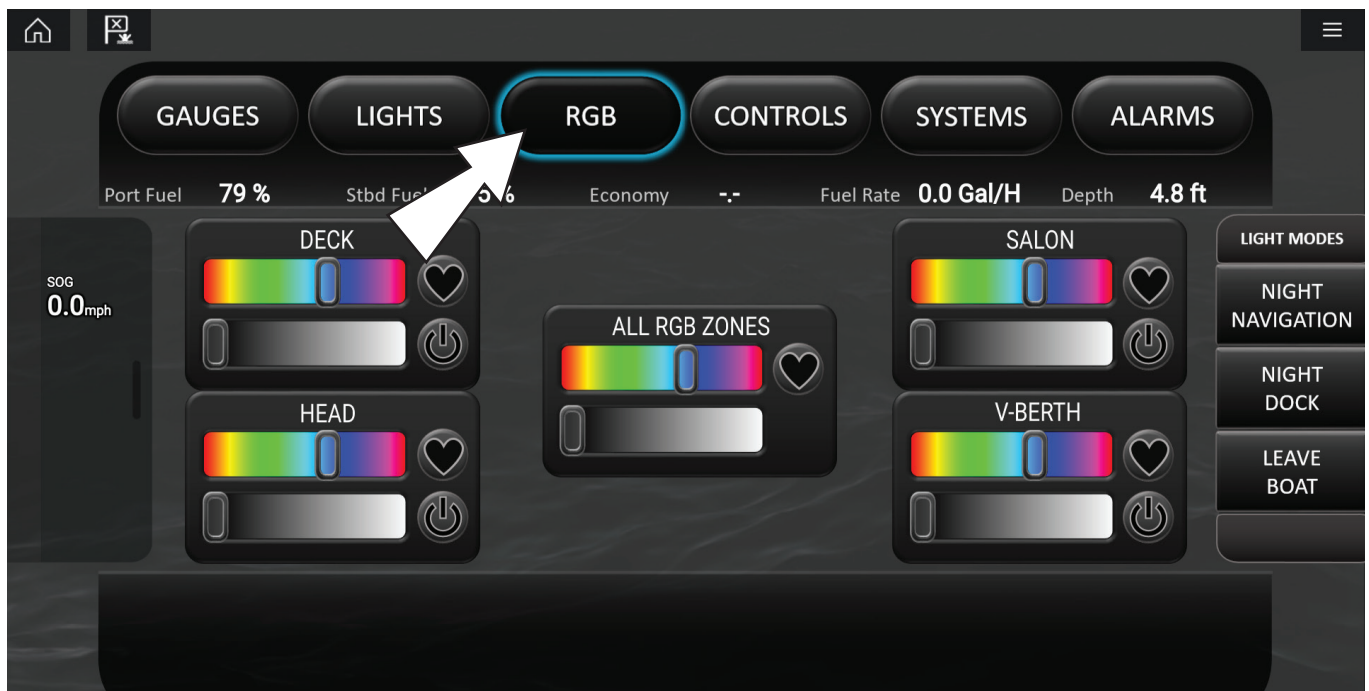 GAUGES LIGHTS RGB CONTROLS SYSTEMS ALARMS
Port Fuel 79 % Stbd % Economy -.- Fuel Rate 0.0 Gal/H Depth 4.8 ft
SOG
0.0mph
DECK
HEAD
ALL RGB ZONES
SALON
V-BERTH
LIGHT MODES
NIGHT
NAVIGATION
NIGHT
DOCK
LEAVE
BOAT